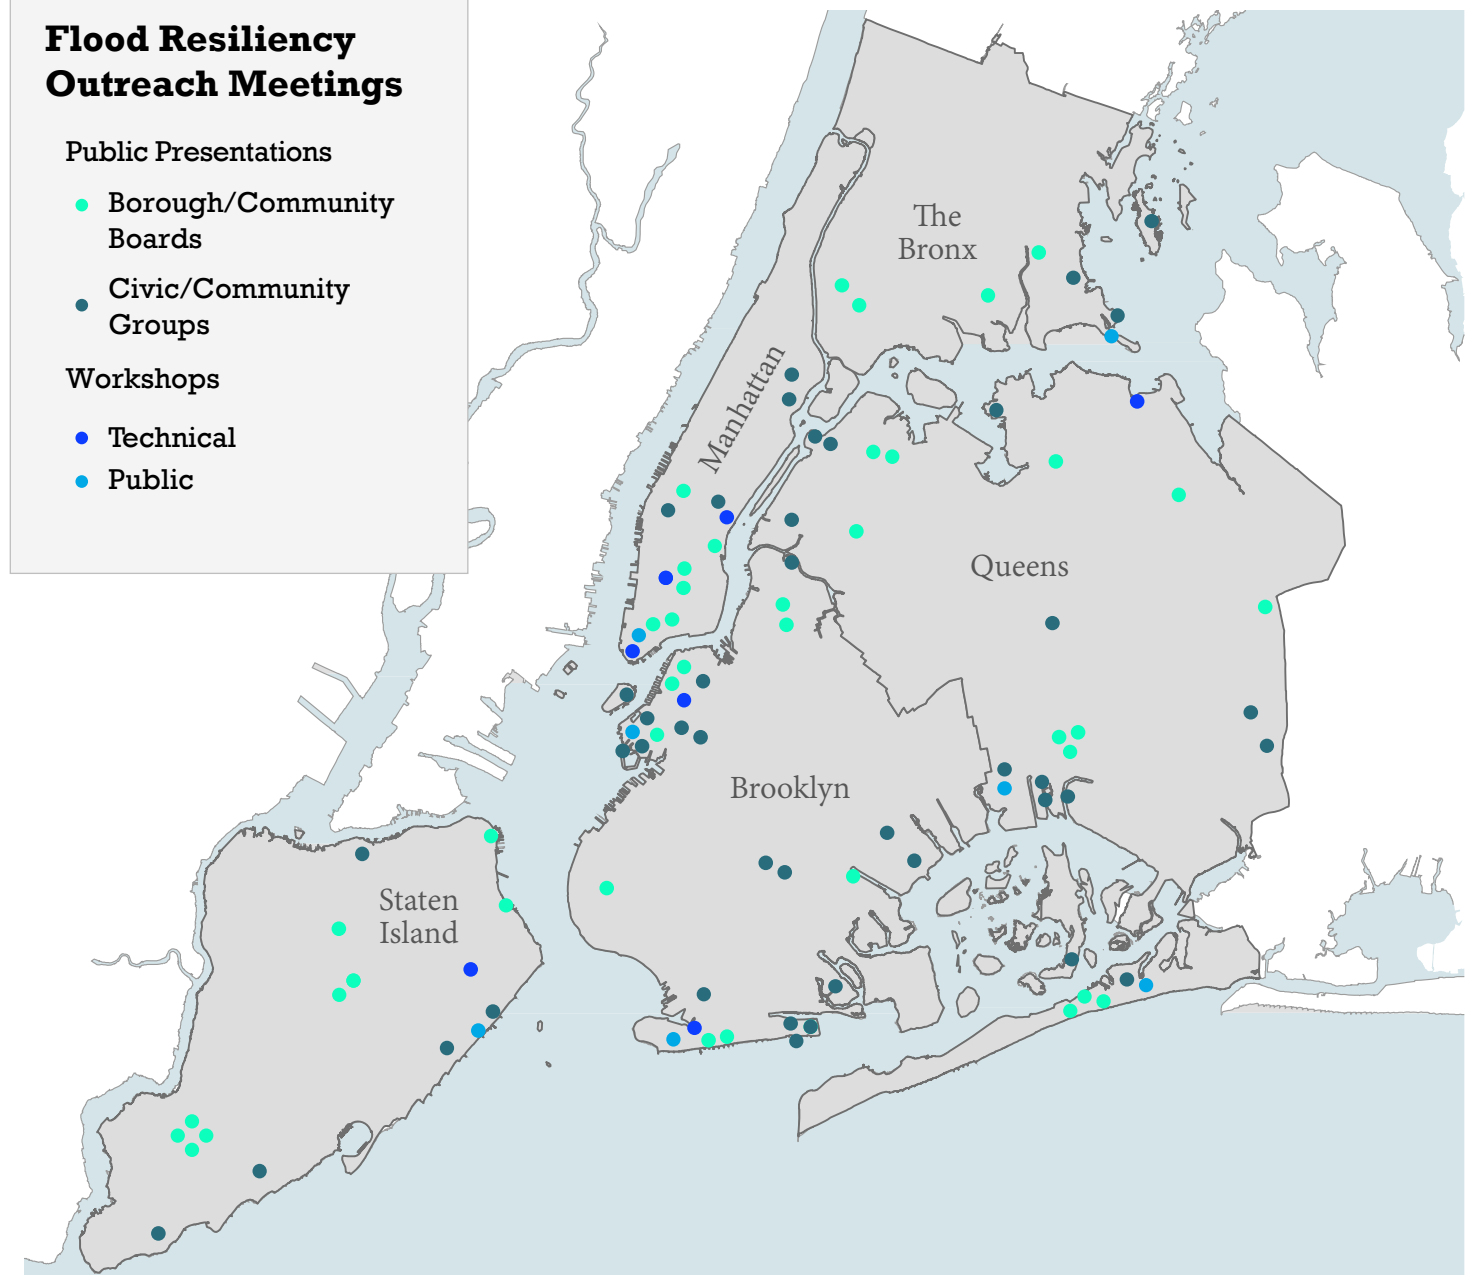 Flood Resiliency
Outreach Meetings
Public Presentations
Borough/Community
Boards
Civic/Community
Groups
Workshops
Technical
Public
The
Bronx
Manhattan
Queens
Brooklyn
Staten
Island